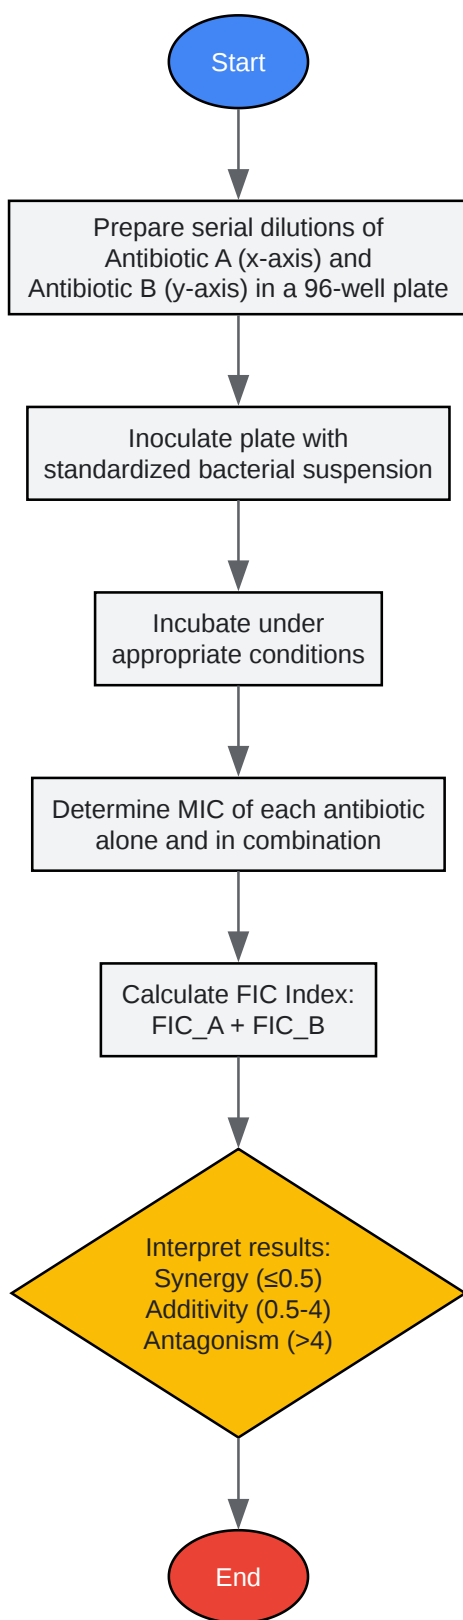 Start
Prepare serial dilutions of
Antibiotic A (x-axis) and
Antibiotic B (y-axis) in a 96-well plate
Inoculate plate with
standardized bacterial suspension
Incubate under
appropriate conditions
Determine MIC of each antibiotic
alone and in combination
Calculate FIC Index:
FIC_A + FIC_B
Interpret results:
Synergy (≤0.5)
Additivity (0.5-4)
Antagonism (>4)
End